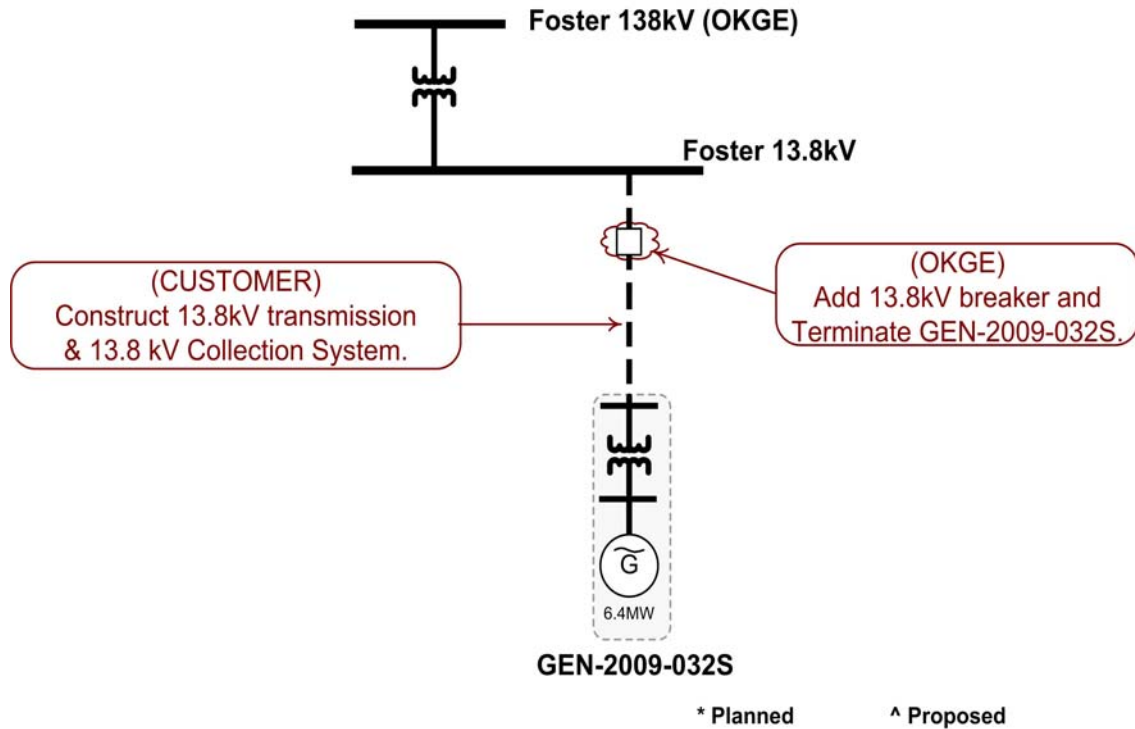 Foster 138kV (OKGE)
Foster 13.8kV
(CUSTOMER)
Construct 13.8kV transmission
& 13.8 kV Collection System.
(OKGE)
Add 13.8kV breaker and
Terminate GEN-2009-032S.
G
6.4MW
GEN-2009-032S
* Planned
^ Proposed